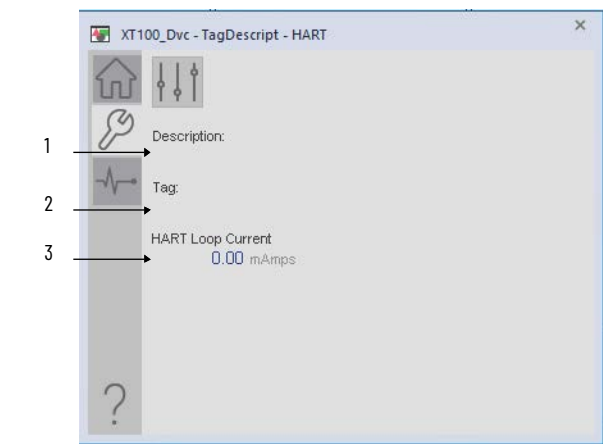 XT100_Dvc - TagDescript - HART
1 Description:
2 Tag:
HART Loop Current
3 0.00 mAmps
?